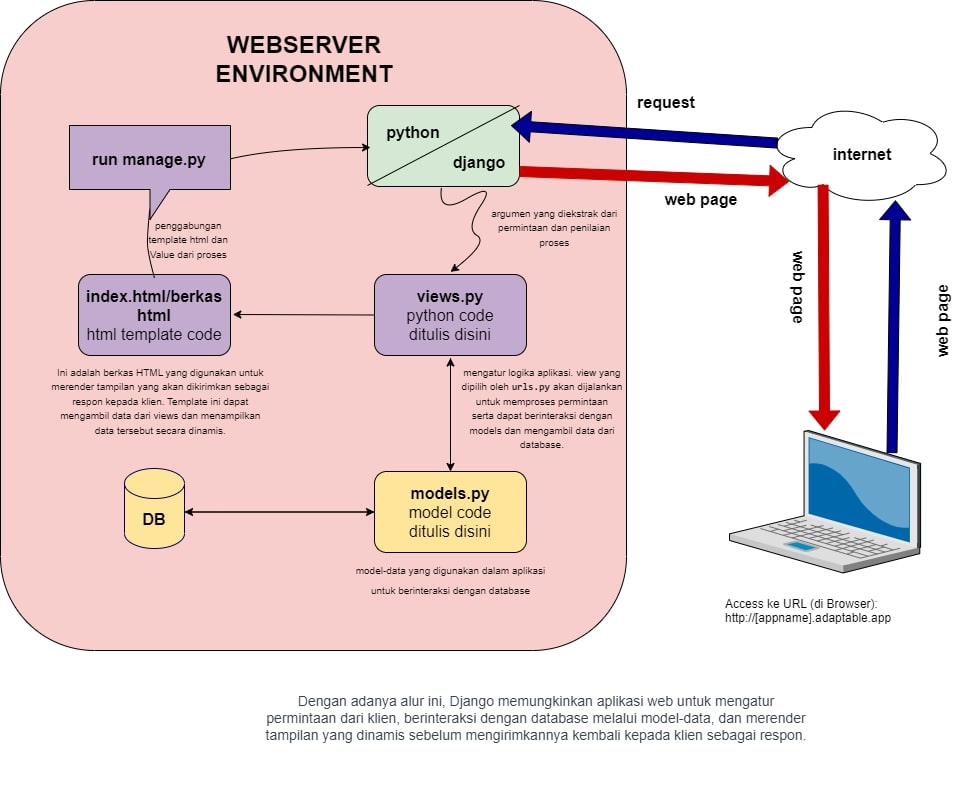 WEBSERVER
ENVIRONMENT
request
python
django
run manage.py
internet
web page
penggabungan
template html dan
Value dari proses
argumen yang diekstrak dari
permintaan dan penilaian
proses
web page
web page
index.html/berkas
html
html template code
views.py
python code
ditulis disini
Ini adalah berkas HTML yang digunakan untuk
merender tampilan yang akan dikirimkan sebagai
respon kepada klien. Template ini dapat
mengambil data dari views dan menampilkan
data tersebut secara dinamis.
mengatur logika aplikasi. view yang
dipilih oleh urls.py akan dijalankan
untuk memproses permintaan
serta dapat berinteraksi dengan
models dan mengambil data dari
database.
DB
models.py
model code
ditulis disini
model-data yang digunakan dalam aplikasi
untuk berinteraksi dengan database
Access ke URL (di Browser):
http://[appname].adaptable.app
Dengan adanya alur ini, Django memungkinkan aplikasi web untuk mengatur
permintaan dari klien, berinteraksi dengan database melalui model-data, dan merender
tampilan yang dinamis sebelum mengirimkannya kembali kepada klien sebagai respon.